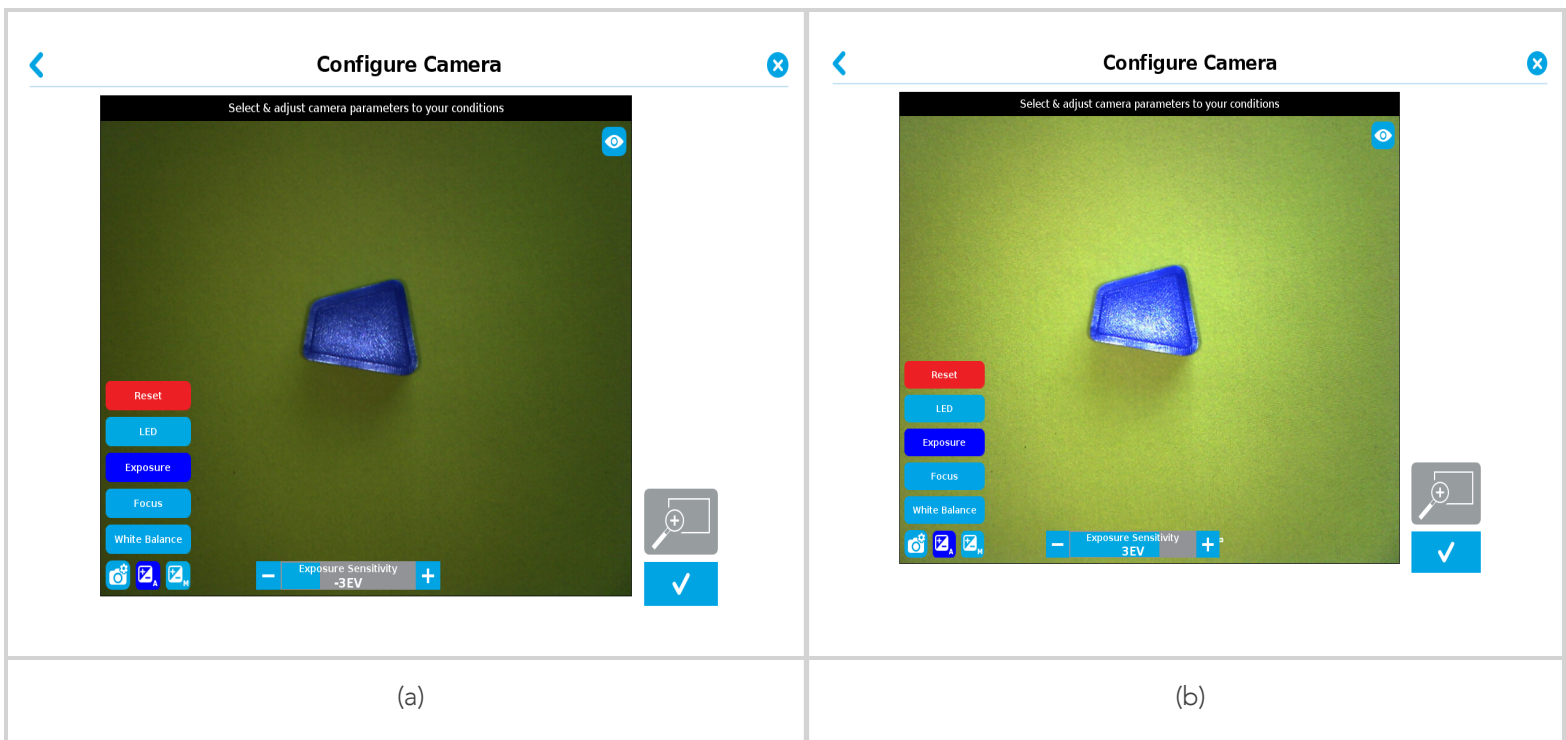 Configure Camera
Select & adjust camera parameters to your conditions
Reset
LED
Exposure
Focus
White Balance
A
M
Exposure Sensitivity
-3EV
(a)
Configure Camera
Select & adjust camera parameters to your conditions
Reset
LED
Exposure
Focus
White Balance
A
M
Exposure Sensitivity
3EV
(b)